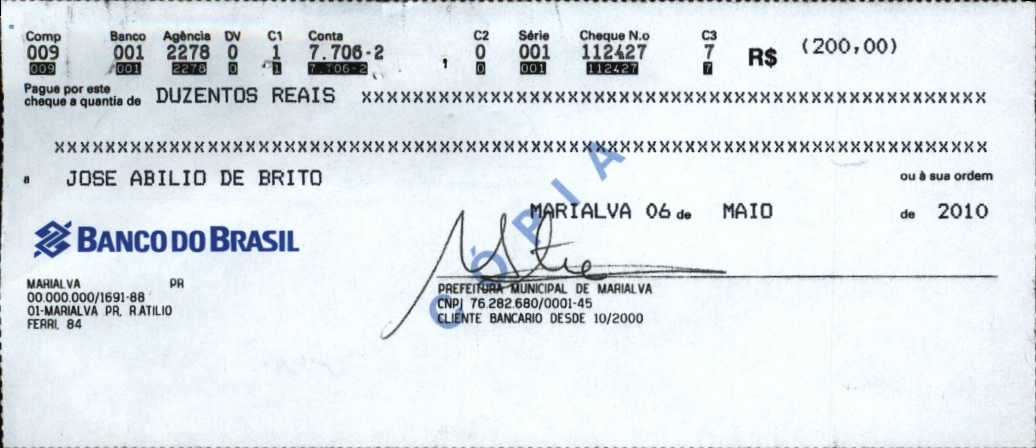 Comp Banco Agência DV C1 Conta C2 Série Cheque N.o C3
009 001 2278 0 1 7.706-2 0 001 112427 7 R$ (200,00)
009 001 2278 0 1 7.706-2 0 001 112427 7
Pague por este
cheque a quantia de DUZENTOS REAIS XXXXXXXXXXXXXXXXXXXXXXXXXXXXXXXXXXXXXXXXXXXXXXXXX
XXXXXXXXXXXXXXXXXXXXXXXXXXXXXXXXXXXXXXXXXXXXXXXXXXXXXXXXXXXXXXXXXXXXXXXXX
a JOSE ABILIO DE BRITO ou à sua ordem
MARIALVA 06 de MAIO de 2010
CÓPIA
BANCO DO BRASIL
MARIALVA PR
00.000.000/1691-88
01-MARIALVA PR, R.ATILIO
FERRI, 84
PREFEITURA MUNICIPAL DE MARIALVA
CNPJ 76.282.680/0001-45
CLIENTE BANCARIO DESDE 10/2000